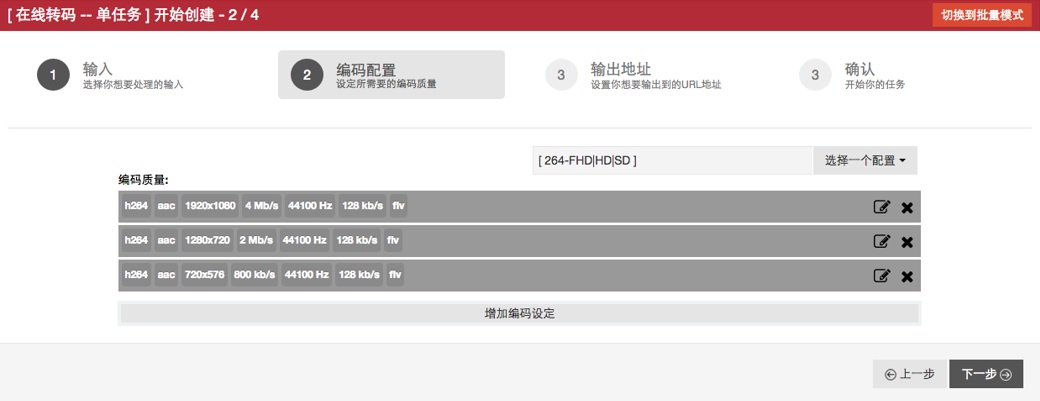 [ 在线转码 -- 单任务 ] 开始创建 - 2 / 4 切换到批量模式
1 输入 2 编码配置 3 输出地址 3 确认
选择你想要处理的输入 设定所需要的编码质量 设置你想要输出到的URL地址 开始你的任务
[ 264-FHD|HD|SD ] 选择一个配置
编码质量:
h264 aac 1920x1080 4 Mb/s 44100 Hz 128 kb/s flv
h264 aac 1280x720 2 Mb/s 44100 Hz 128 kb/s flv
h264 aac 720x576 800 kb/s 44100 Hz 128 kb/s flv
增加编码设定
上一步 下一步